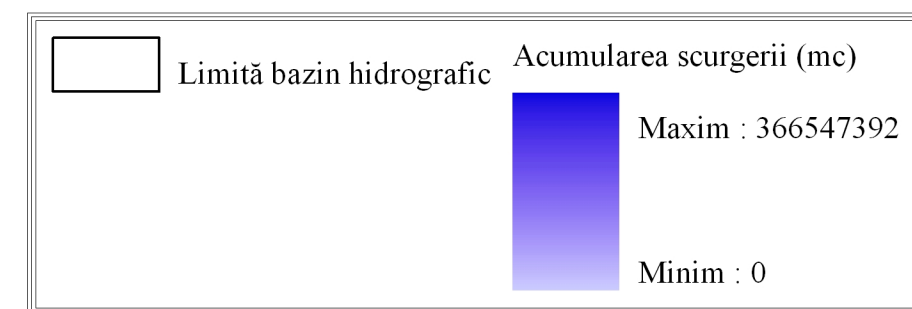 Limită bazin hidrografic
Acumularea scurgerii (mc)
Maxim : 366547392
Minim : 0